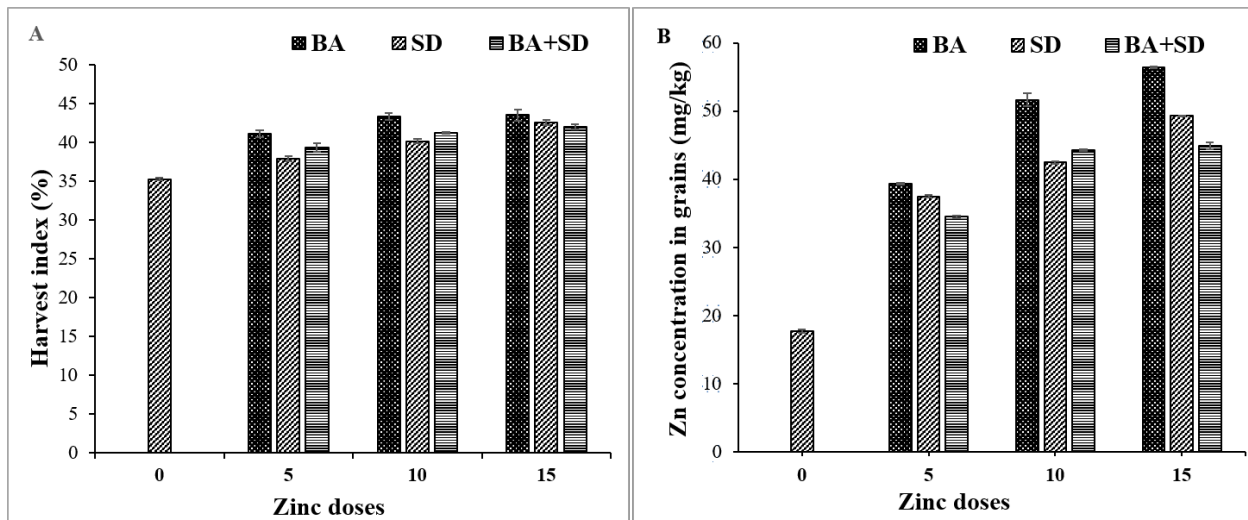 A
BA SD BA+SD
50
45
40
35
30
25
20
15
10
5
0
Harvest index (%)
0 5 10 15
Zinc doses
B
BA SD BA+SD
60
50
40
30
20
10
0
Zn concentration in grains (mg/kg)
0 5 10 15
Zinc doses